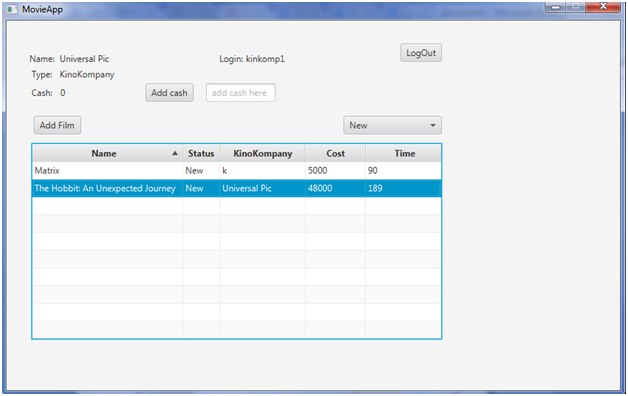 MovieApp
Name: Universal Pic Login: kinkomp1 LogOut
Type: KinoKompany
Cash: 0 Add cash add cash here
Add Film New
Name Status KinoKompany Cost Time
Matrix New k 5000 90
The Hobbit: An Unexpected Journey New Universal Pic 48000 189